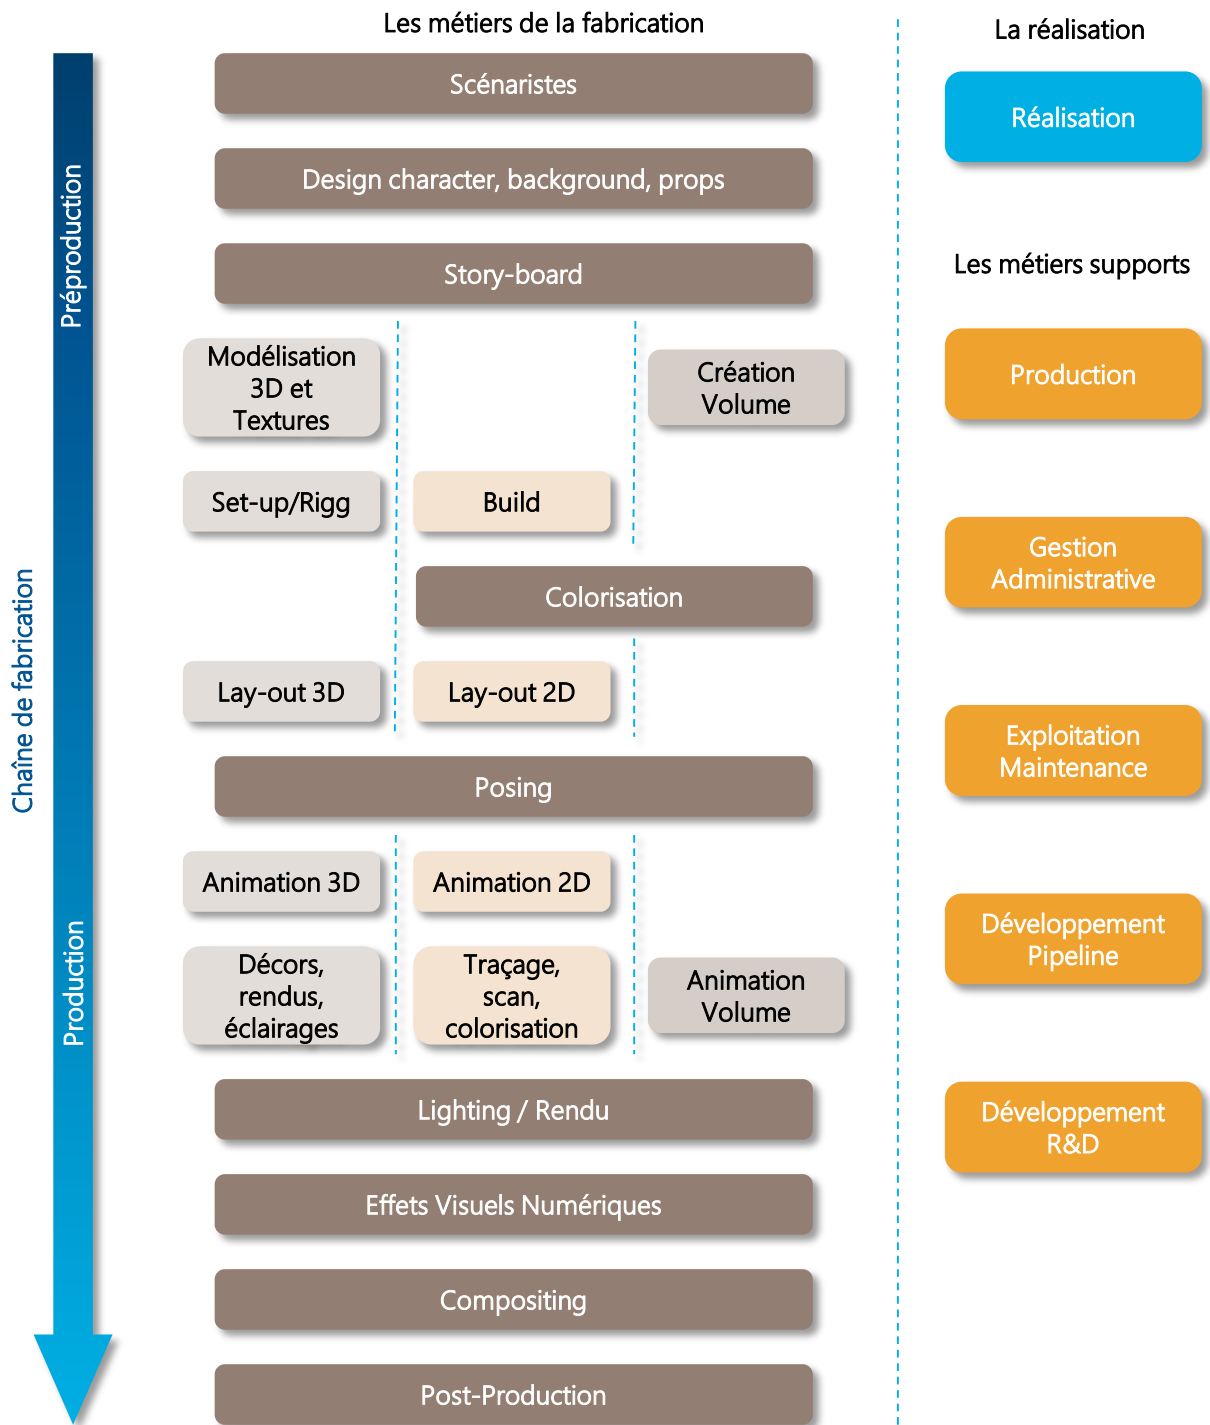 Les métiers de la fabrication
Scénaristes
Design character, background, props
Story-board
Modélisation
3D et
Textures
Création
Volume
Set-up/Rigg
Build
Colorisation
Lay-out 3D
Lay-out 2D
Posing
Animation 3D
Animation 2D
Décors,
rendus,
éclairages
Traçage,
scan,
colorisation
Animation
Volume
Lighting / Rendu
Effets Visuels Numériques
Compositing
Post-Production
Chaîne de fabrication
Préproduction
Production
La réalisation
Réalisation
Les métiers supports
Production
Gestion
Administrative
Exploitation
Maintenance
Développement
Pipeline
Développement
R&D